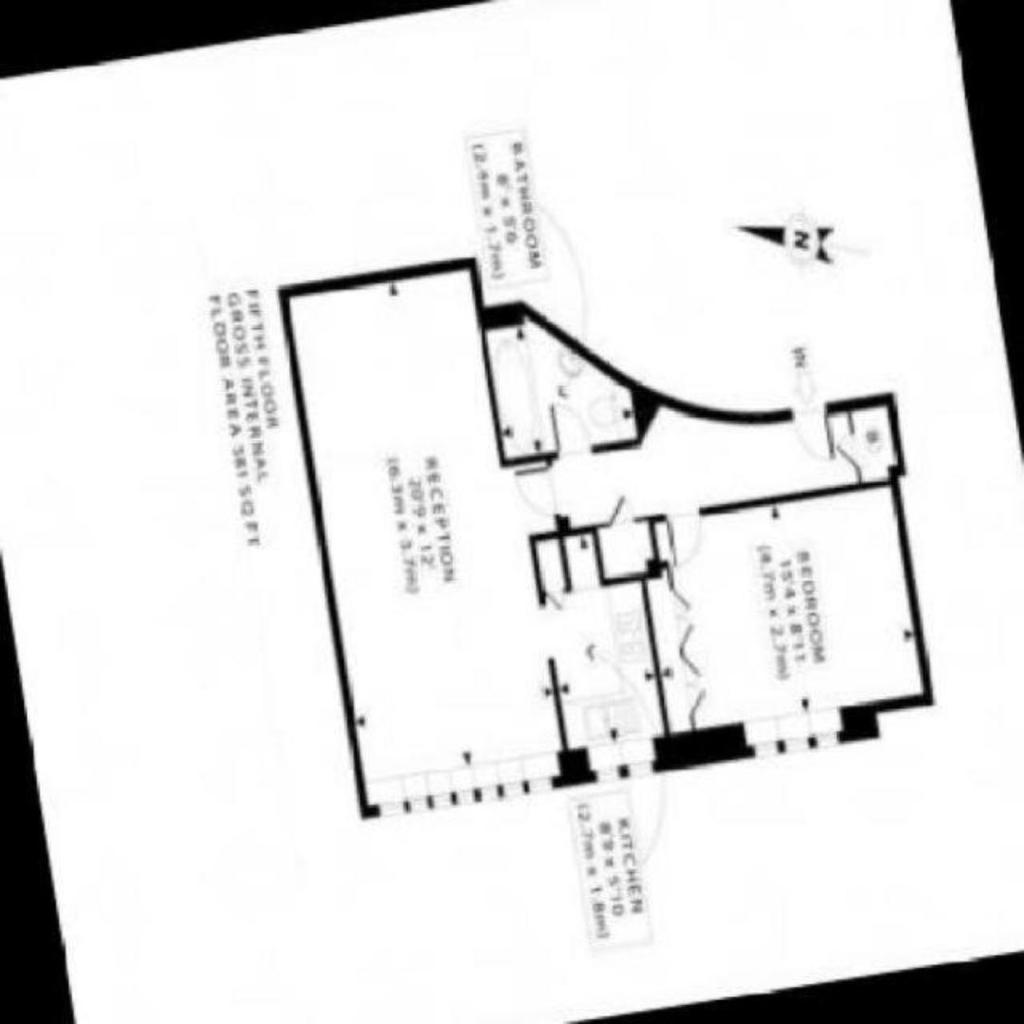 BATHROOM
8' x 5'6
(2.4m x 1.7m)
N
IN
B
RECEPTION
20'9 x 12'
(6.3m x 3.7m)
BEDROOM
15'4 x 8'11
(4.7m x 2.7m)
KITCHEN
8'9 x 5'10
(2.7m x 1.8m)
FIFTH FLOOR
GROSS INTERNAL
FLOOR AREA 581 SQ FT